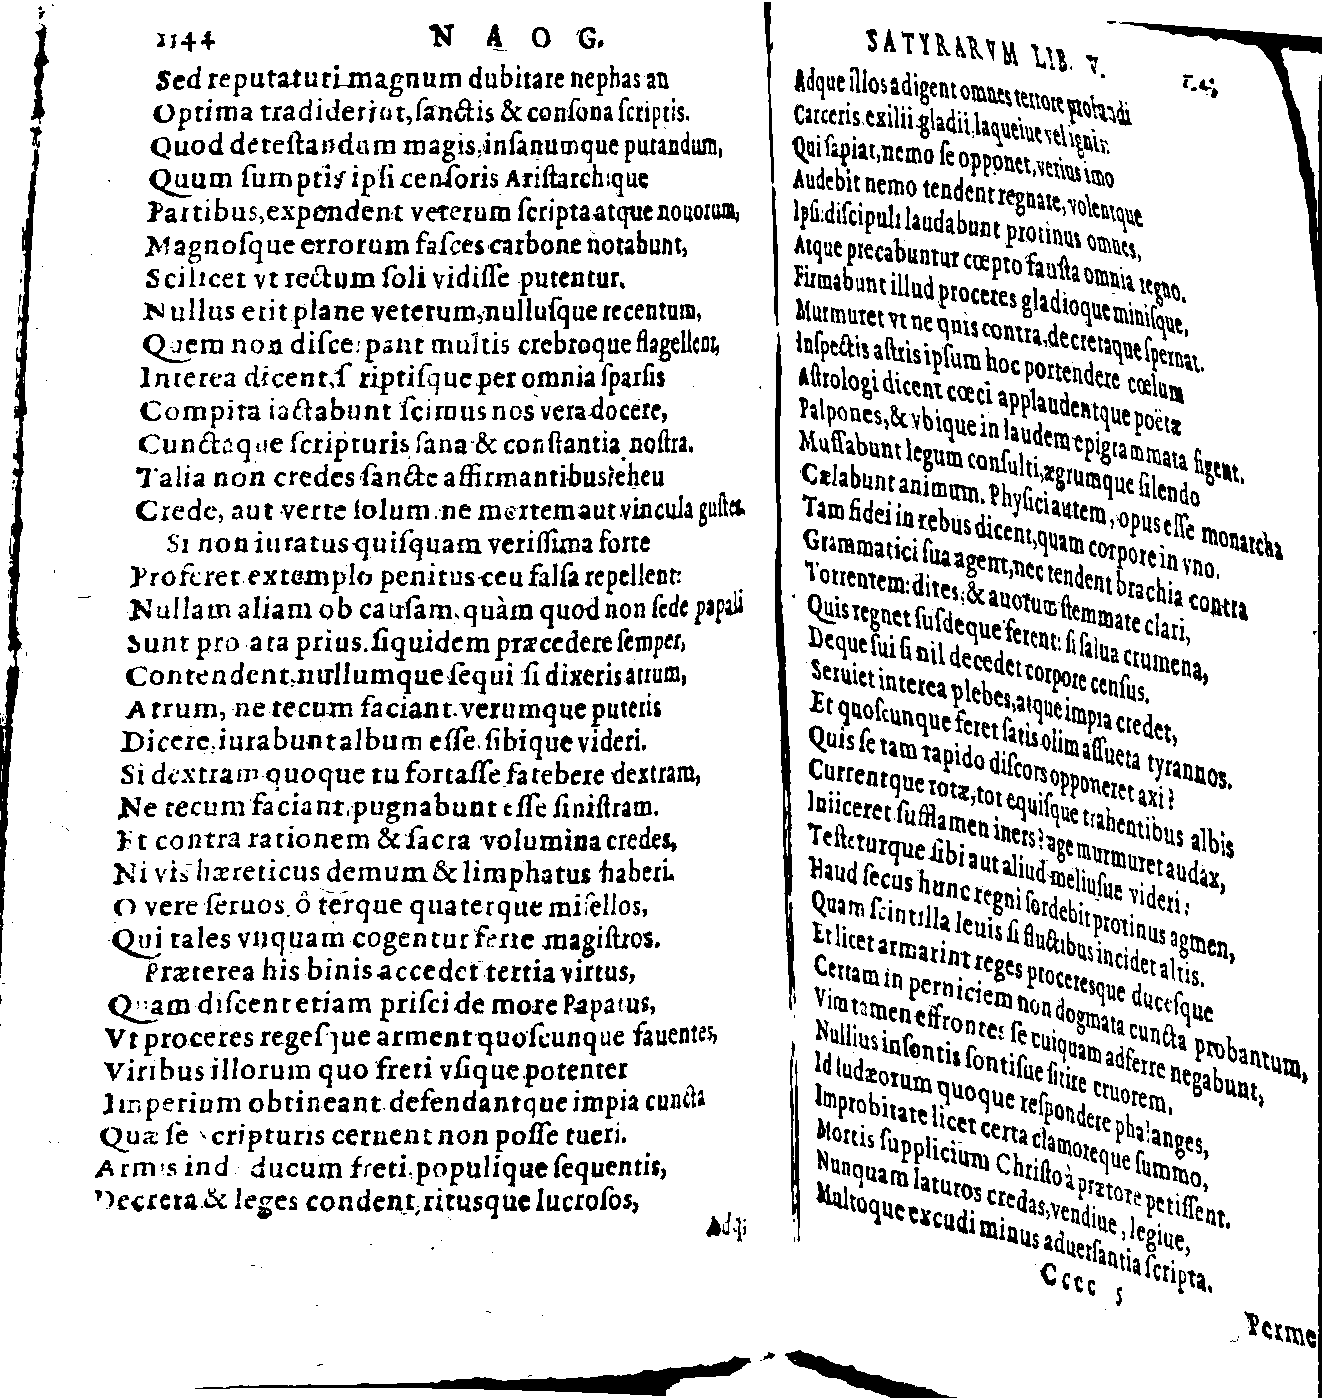 1144 N A O G.
Sed reputaturi magnum dubitare nephas an
Optima tradiderint, ſanctis & conſona ſcriptis.
Quod deteſtandum magis, inſanumque putandum,
Quum ſumptis ipſi cenſoris Ariſtarchique
Partibus, expendent veterum ſcripta atque nouorum,
Magnoſque errorum faſces carbone notabunt,
Scilicet vt rectum ſoli vidiſſe putentur.
Nullus erit plane veterum, nulluſque recentum,
Quem non diſcerpant multis crebroque flagellent,
Interea dicent, ſcriptiſque per omnia ſparſis
Compita iactabunt ſcimus nos vera docere,
Cunctaque ſcripturis ſana & conſtantia noſtra.
Talia non credes ſancte affirmantibus? eheu
Crede, aut verte ſolum, ne mortem aut vincula guſtes.
Si non iuratus quiſquam veriſſima forte
Proferet extemplo penitus ceu falſa repellent:
Nullam aliam ob cauſam, quàm quod non ſede papali
Sunt pro ara prius, ſiquidem præcedere ſemper,
Contendent, nullumque ſequi ſi dixeris atrum,
Atrum, ne tecum faciant, verumque puteris
Dicere, iurabunt album eſſe, ſibique videri.
Si dextram quoque tu fortaſſe fatebere dextram,
Ne tecum faciant, pugnabunt eſſe ſiniſtram.
Et contra rationem & ſacra volumina credes,
Ni vis hæreticus demum & limphatus haberi.
O vere ſeruos, ô terque quaterque miſellos,
Qui tales vnquam cogentur ferre magiſtros.
Præterea his binis accedet tertia virtus,
Quam diſcent etiam priſci de more Papatus,
Vt proceres regeſque arment quoſcunque fauentes,
Viribus illorum quo freti vſique potenter
Imperium obtineant defendantque impia cuncta
Quæ ſe ſcripturis cernent non poſſe tueri.
Armis ind ducum freti, populique ſequentis,
Decreta & leges condent, rituſque lucroſos,
Adq;
SATYRARVM LIB. V.
Adque illos adigent omnes terrore profundi
Carceris exilii gladii, laqueiue vel ignis.
Qui ſapiat, nemo ſe opponet, verius imo
Audebit nemo tendent regnare, volentque
Ipſi: diſcipuli laudabunt protinus omnes,
Atque precabuntur cœpto fauſta omnia regno.
Firmabunt illud proceres gladioque miniſque,
Murmuret vt ne quis contra, decretaque ſpernat.
Inſpectis aſtris ipſum hoc portendere cœlum
Aſtrologi dicent cœci applaudentque poëtæ
Palpones, & vbique in laudem epigrammata figent.
Muſſabunt legum conſulti, ægrumque ſilendo
Cælabunt animum. Phyſici autem, opus eſſe monarcha
Tam fidei in rebus dicent, quam corpore in vno.
Grammatici ſua agent, nec tendent brachia contra
Torrentem: dites, & auorum ſtemmate clari,
Quis regnet ſuſdeque ferent: ſi ſalua crumena,
Deque ſui ſi nil decedet corpore cenſus.
Seruiet interea plebes, atque impia credet,
Et quoſcunque feret ſatis olim aſſueta tyrannos.
Quis ſe tam rapido diſcors opponeret axi?
Currentque rotæ, tot equiſque trahentibus albis
Iniiceret ſufflamen iners? age murmuret audax,
Teſteturque ſibi aut aliud meliuſue videri:
Haud ſecus hunc regni ſordebit protinus agmen,
Quam ſcintilla leuis ſi fluctibus incidet altis.
Et licet armarint reges procereſque duceſque
Certam in perniciem non dogmata cuncta probantum,
Vim tamen effrontes ſe cuiquam adferre negabunt,
Nullius inſontis ſontiſue ſitire cruorem.
Id Iudæorum quoque reſpondere phalanges,
Improbitate licet certa clamoreque ſummo,
Mortis ſupplicium Chriſto à prætore petiſſent.
Nunquam laturos credas, vendiue, legiue,
Multoque excudi minus aduerſantia ſcripta.
Cccc 5
Perme